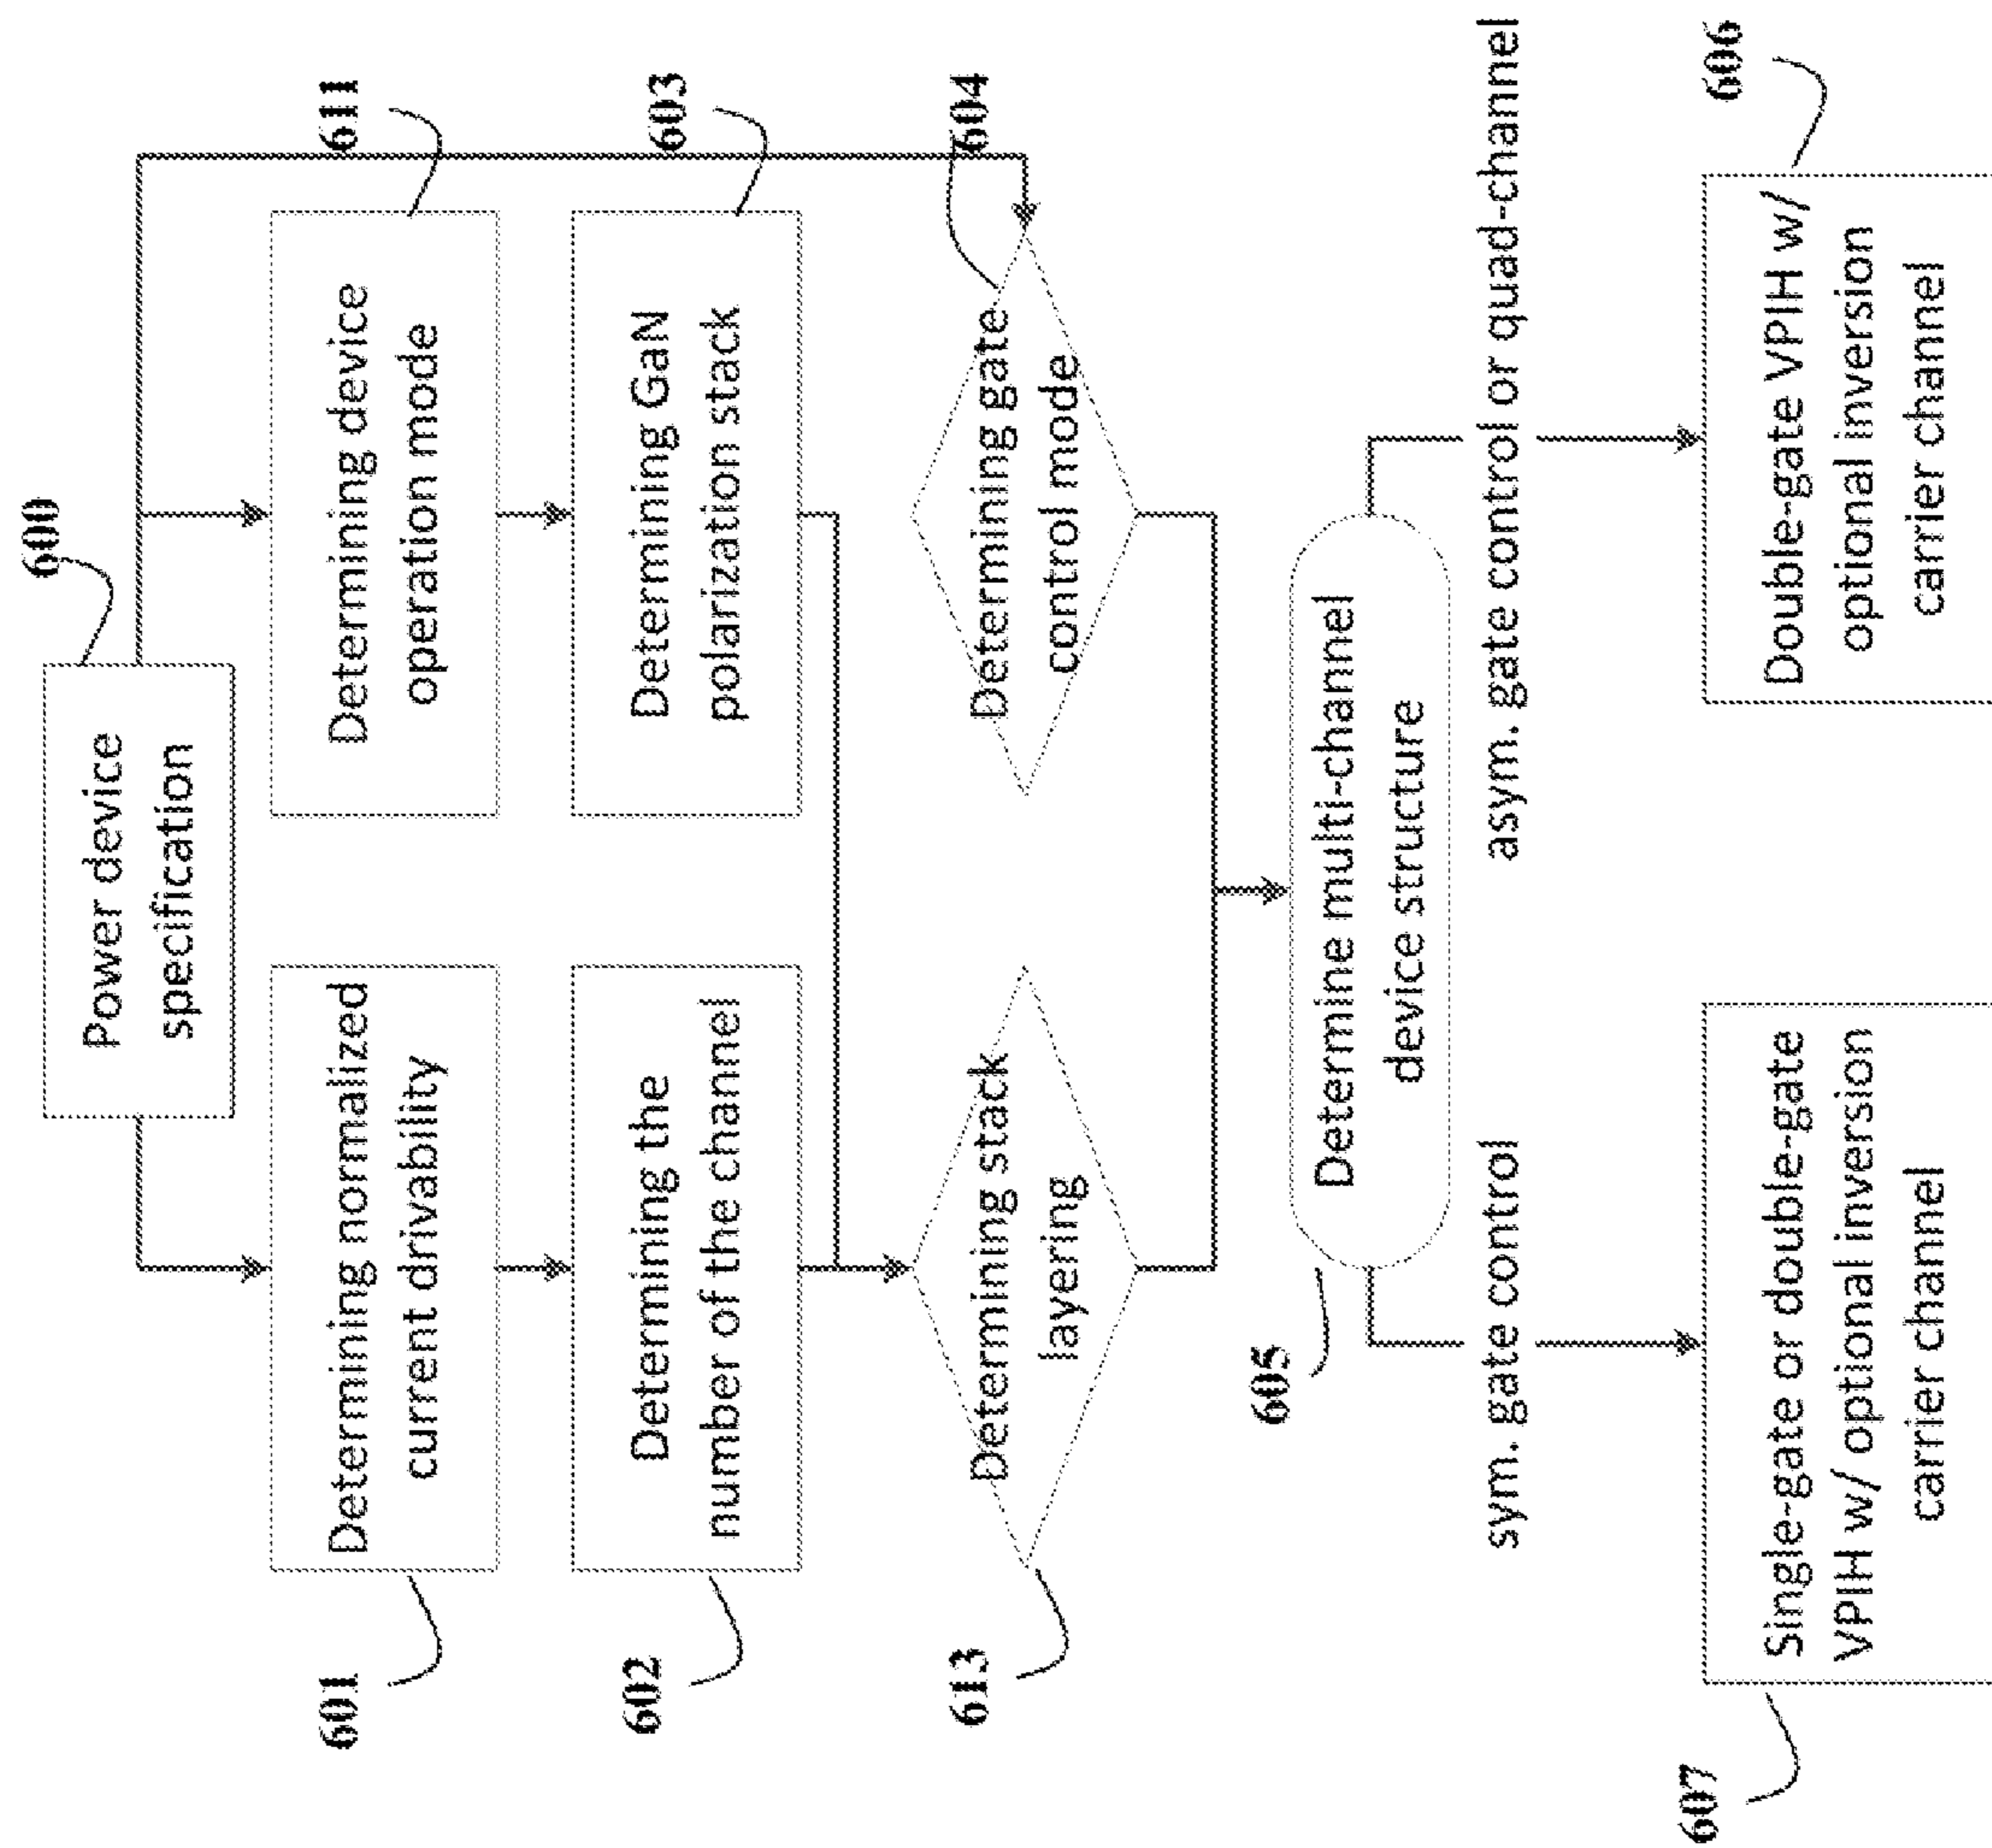 600
Power device
specification
601
Determining normalized
current drivability
611
Determining device
operation mode
602
Determining the
number of the channel
603
Determining GaN
polarization stack
613
Determining stack
layering
604
Determining gate
control mode
605
Determine multi-channel
device structure
sym. gate control
asym. gate control or quad-channel
607
Single-gate or double-gate
VPIH w/ optional inversion
carrier channel
606
Double-gate VPIH w/
optional inversion
carrier channel